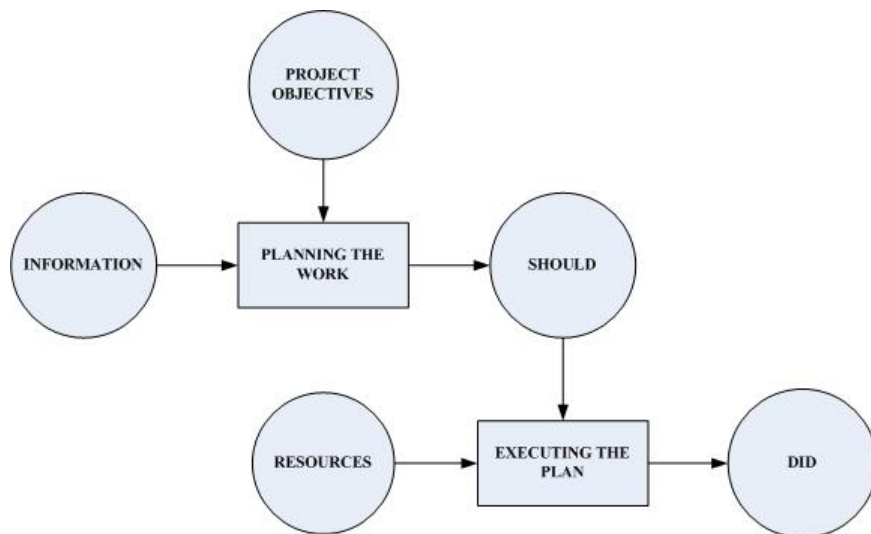 PROJECT
OBJECTIVES
INFORMATION
PLANNING THE
WORK
SHOULD
RESOURCES
EXECUTING THE
PLAN
DID